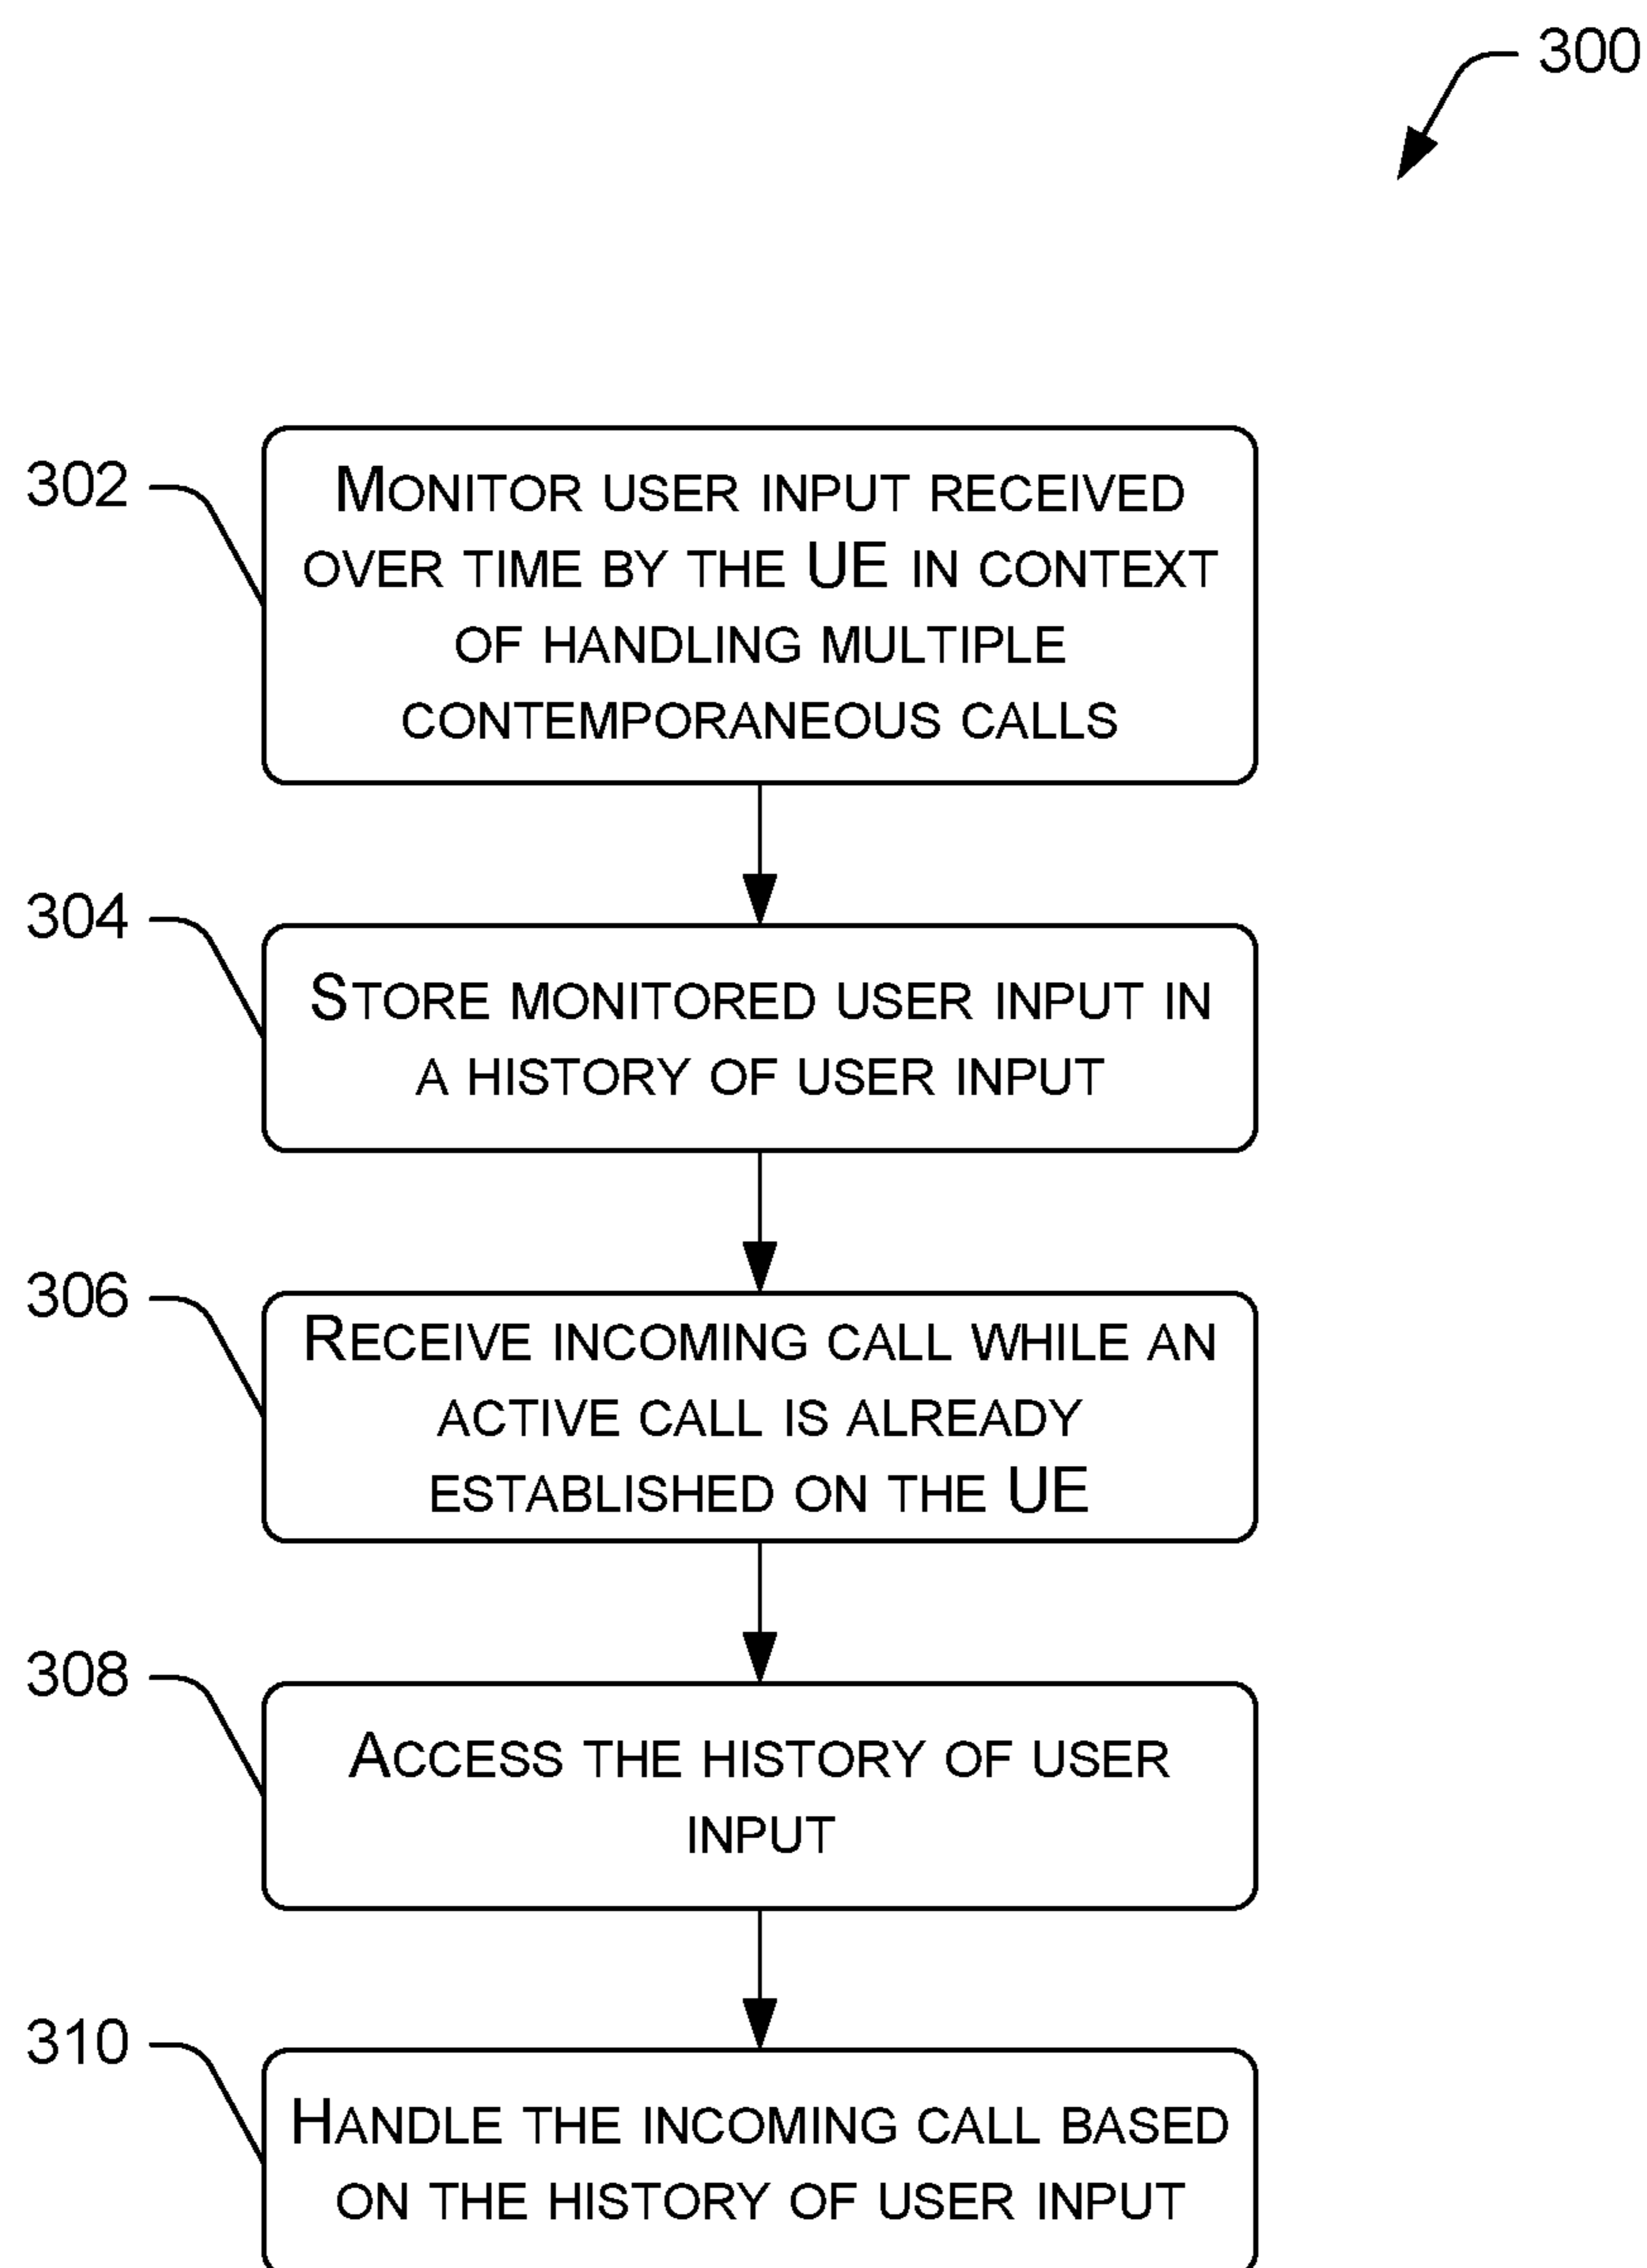 300
302
MONITOR USER INPUT RECEIVED
OVER TIME BY THE UE IN CONTEXT
OF HANDLING MULTIPLE
CONTEMPORANEOUS CALLS
304
STORE MONITORED USER INPUT IN
A HISTORY OF USER INPUT
306
RECEIVE INCOMING CALL WHILE AN
ACTIVE CALL IS ALREADY
ESTABLISHED ON THE UE
308
ACCESS THE HISTORY OF USER
INPUT
310
HANDLE THE INCOMING CALL BASED
ON THE HISTORY OF USER INPUT